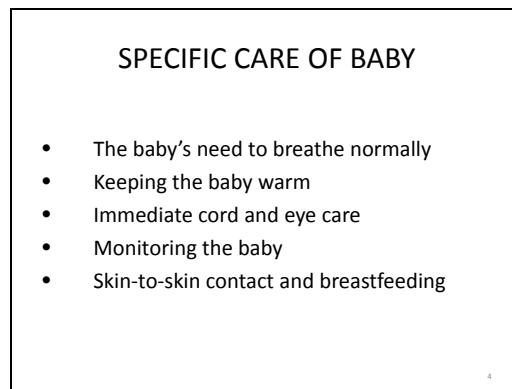 SPECIFIC CARE OF BABY
• The baby’s need to breathe normally
• Keeping the baby warm
• Immediate cord and eye care
• Monitoring the baby
• Skin-to-skin contact and breastfeeding
4